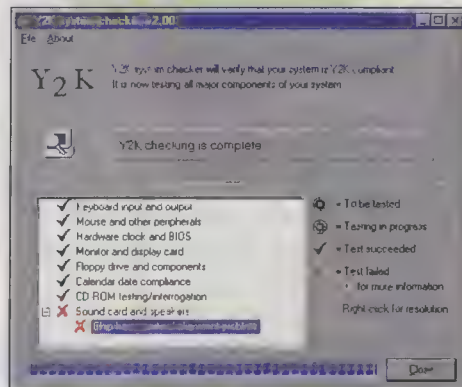 Y2K system checker v2.00
File About
Y2K
Y2K system checker will verify that your system is Y2K compliant
It is now testing all major components of your system
Y2K checking is complete
Keyboard input and output
Mouse and other peripherals
Hardware clock and BIOS
Monitor and display card
Floppy drive and components
Calendar date compliance
CD ROM testing/interrogation
Sound card and speakers
problem
= To be tested
= Testing in progress
= Test succeeded
= Test failed
for more information
Right click for resolution
Close